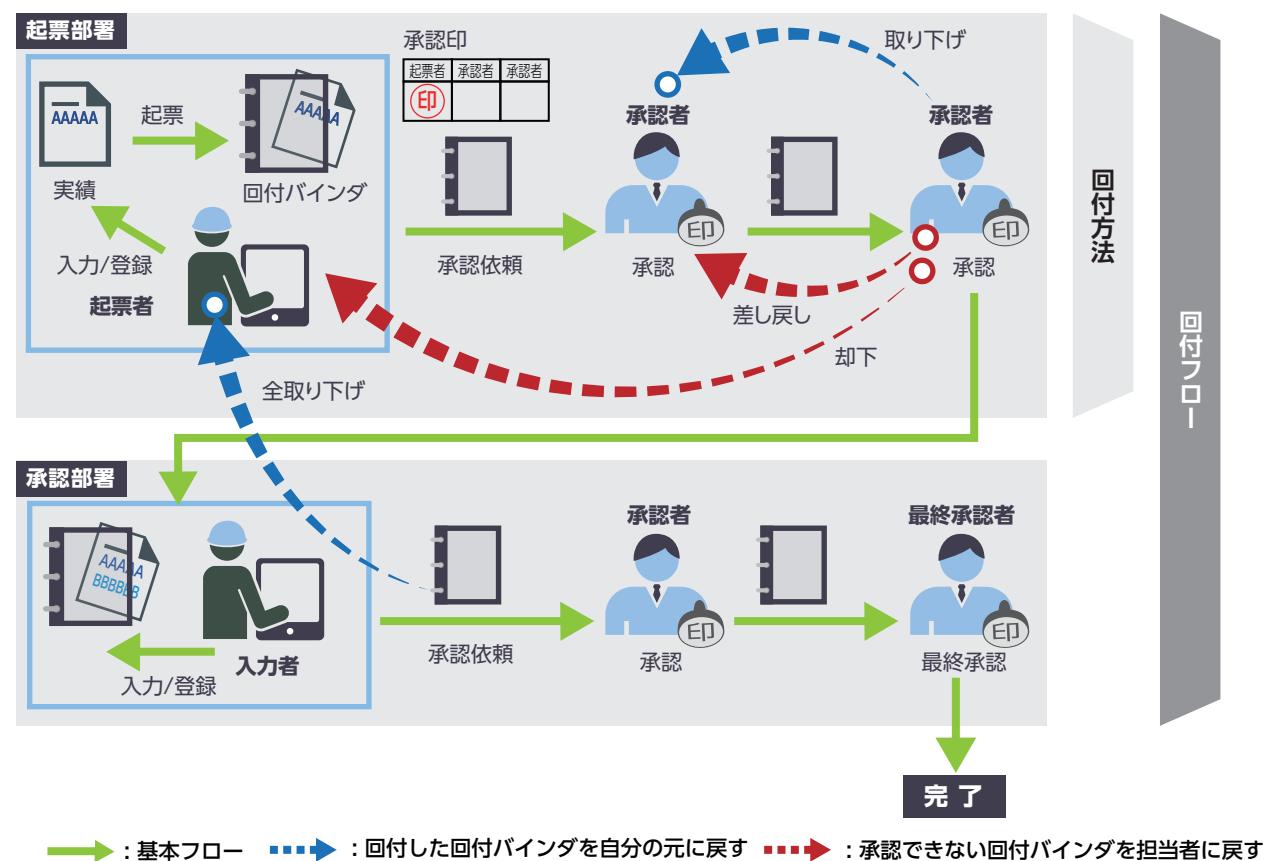 起票部署
承認印
起票者 承認者 承認者
印
取り下げ
AAAAA
起票
AAAAA
実績
回付バインダ
入力/登録
起票者
承認依頼
承認者
印
承認
承認者
印
承認
差し戻し
却下
全取り下げ
回付方法
回付フロー
承認部署
AAAAA
BBBBBB
入力者
入力/登録
承認依頼
承認者
印
承認
最終承認者
印
最終承認
完了
:基本フロー
:回付した回付バインダを自分の元に戻す
:承認できない回付バインダを担当者に戻す